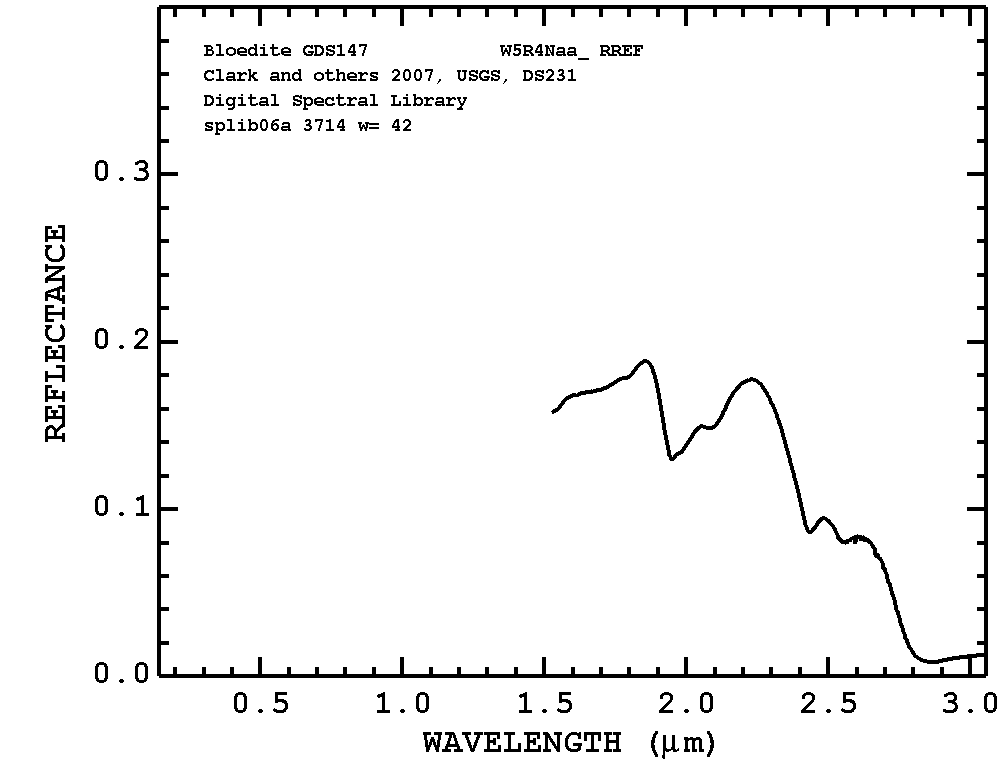 Bloedite GDS147 W5R4Naa_ RREF
Clark and others 2007, USGS, DS231
Digital Spectral Library
splib06a 3714 w= 42
REFLECTANCE
0.3
0.2
0.1
0.0
0.5 1.0 1.5 2.0 2.5 3.0
WAVELENGTH (μm)